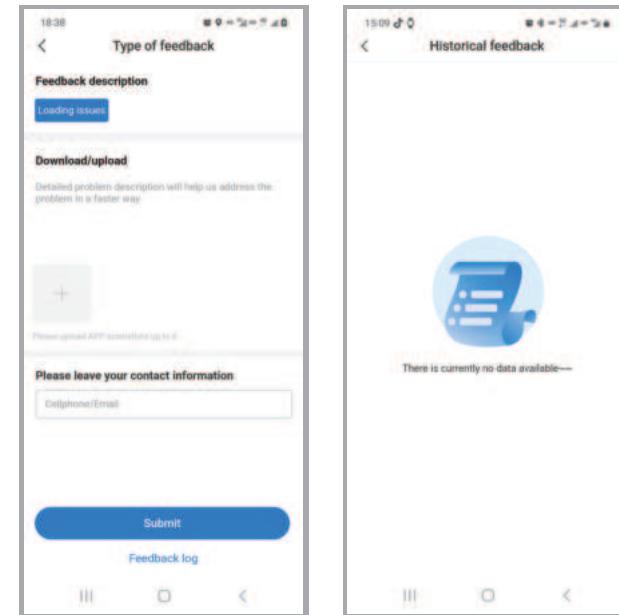 18:38
Type of feedback
Feedback description
Loading issues
Download/upload
Detailed problem description will help us address the
problem in a faster way
Please upload APP screenshots up to 6
Please leave your contact information
Cellphone/Email
Submit
Feedback log
15:09
Historical feedback
There is currently no data available~~